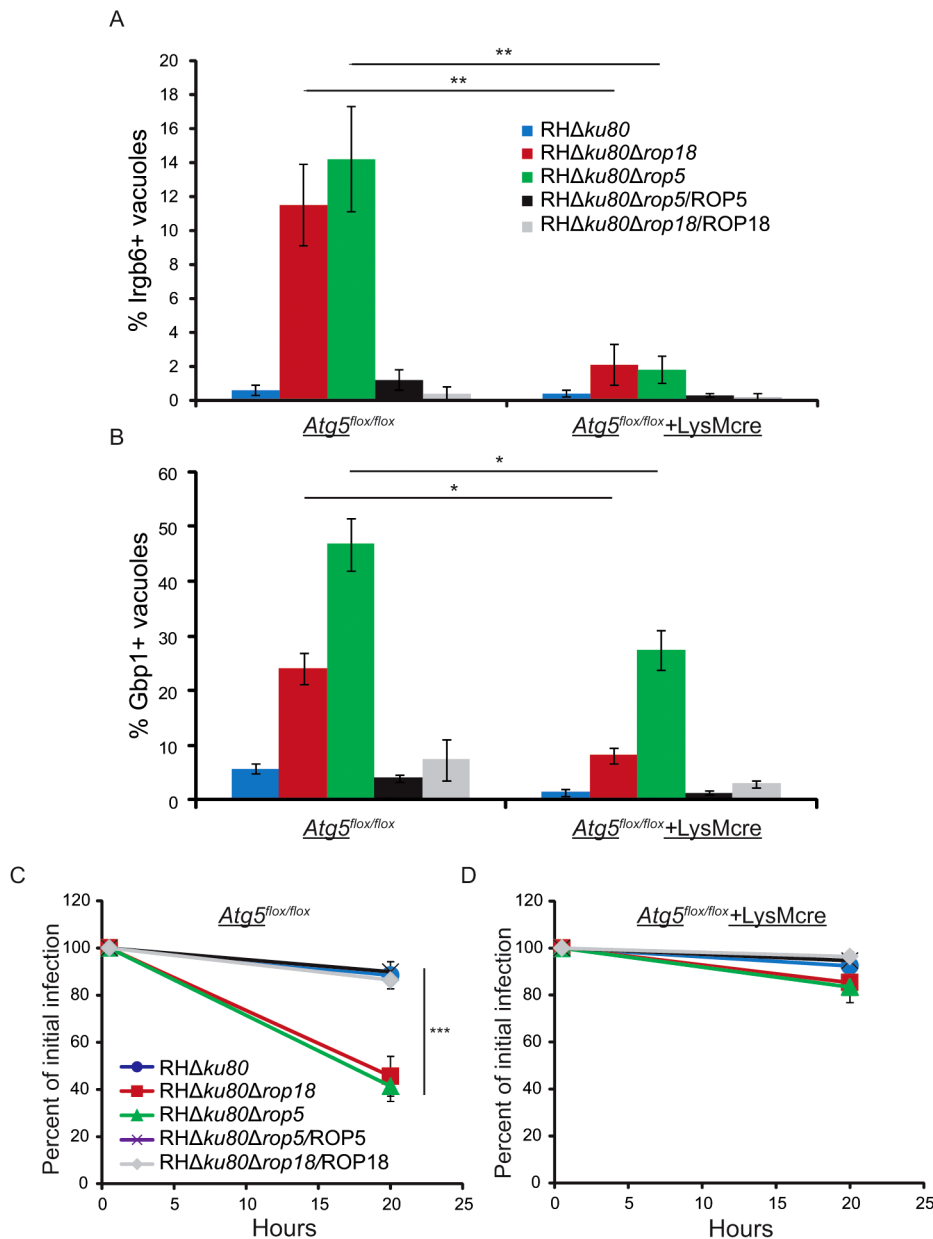 A
**
**
20
18
16
14
12
10
8
6
4
2
0
% Irgb6+ vacuoles
RHΔku80
RHΔku80Δrop18
RHΔku80Δrop5
RHΔku80Δrop5/ROP5
RHΔku80Δrop18/ROP18
Atg5flox/flox
Atg5flox/flox+LysMcre
B
*
*
60
50
40
30
20
10
0
% Gbp1+ vacuoles
Atg5flox/flox
Atg5flox/flox+LysMcre
C
Atg5flox/flox
120
100
80
60
40
20
0
Percent of initial infection
***
RHΔku80
RHΔku80Δrop18
RHΔku80Δrop5
RHΔku80Δrop5/ROP5
RHΔku80Δrop18/ROP18
0 5 10 15 20 25
Hours
D
Atg5flox/flox+LysMcre
120
100
80
60
40
20
0
Percent of initial infection
0 5 10 15 20 25
Hours